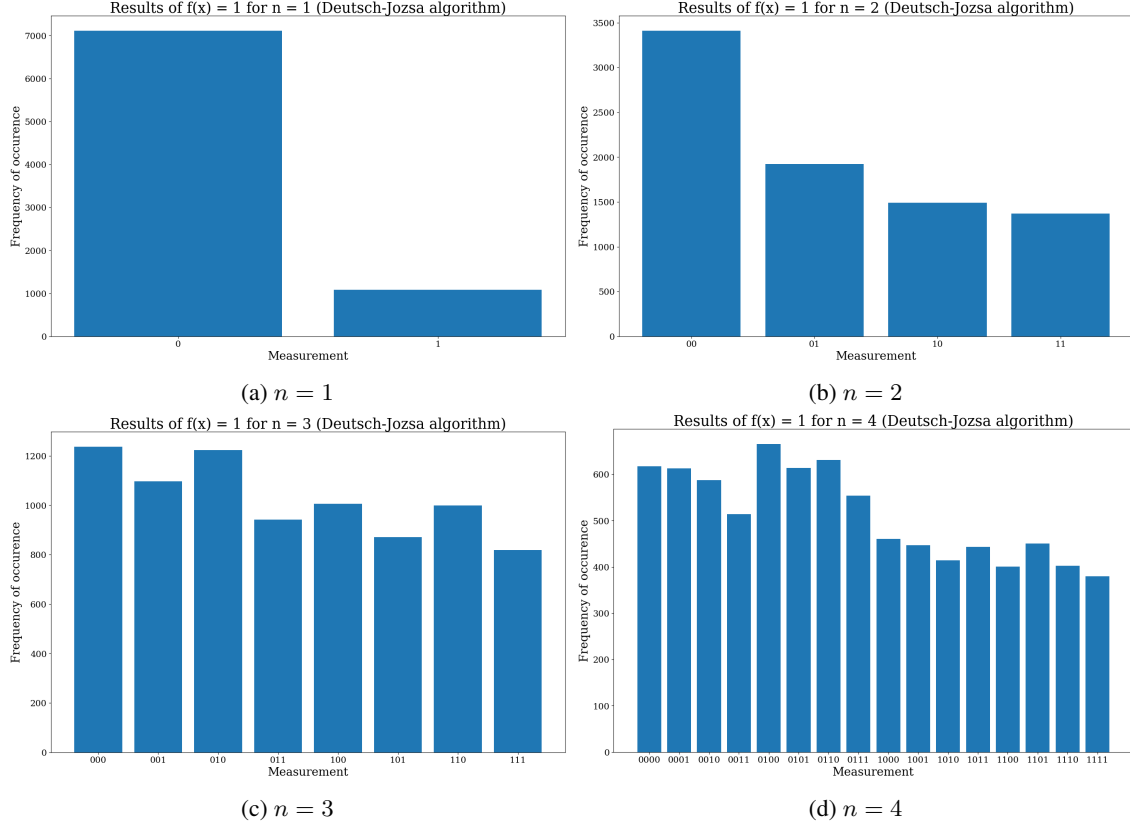 Results of f(x) = 1 for n = 1 (Deutsch-Jozsa algorithm)
7000
6000
5000
4000
3000
2000
1000
0
Frequency of occurence
0 1
Measurement
(a) n = 1
Results of f(x) = 1 for n = 2 (Deutsch-Jozsa algorithm)
3500
3000
2500
2000
1500
1000
500
0
Frequency of occurence
00 01 10 11
Measurement
(b) n = 2
Results of f(x) = 1 for n = 3 (Deutsch-Jozsa algorithm)
1200
1000
800
600
400
200
0
Frequency of occurence
000 001 010 011 100 101 110 111
Measurement
(c) n = 3
Results of f(x) = 1 for n = 4 (Deutsch-Jozsa algorithm)
600
500
400
300
200
100
0
Frequency of occurence
0000 0001 0010 0011 0100 0101 0110 0111 1000 1001 1010 1011 1100 1101 1110 1111
Measurement
(d) n = 4